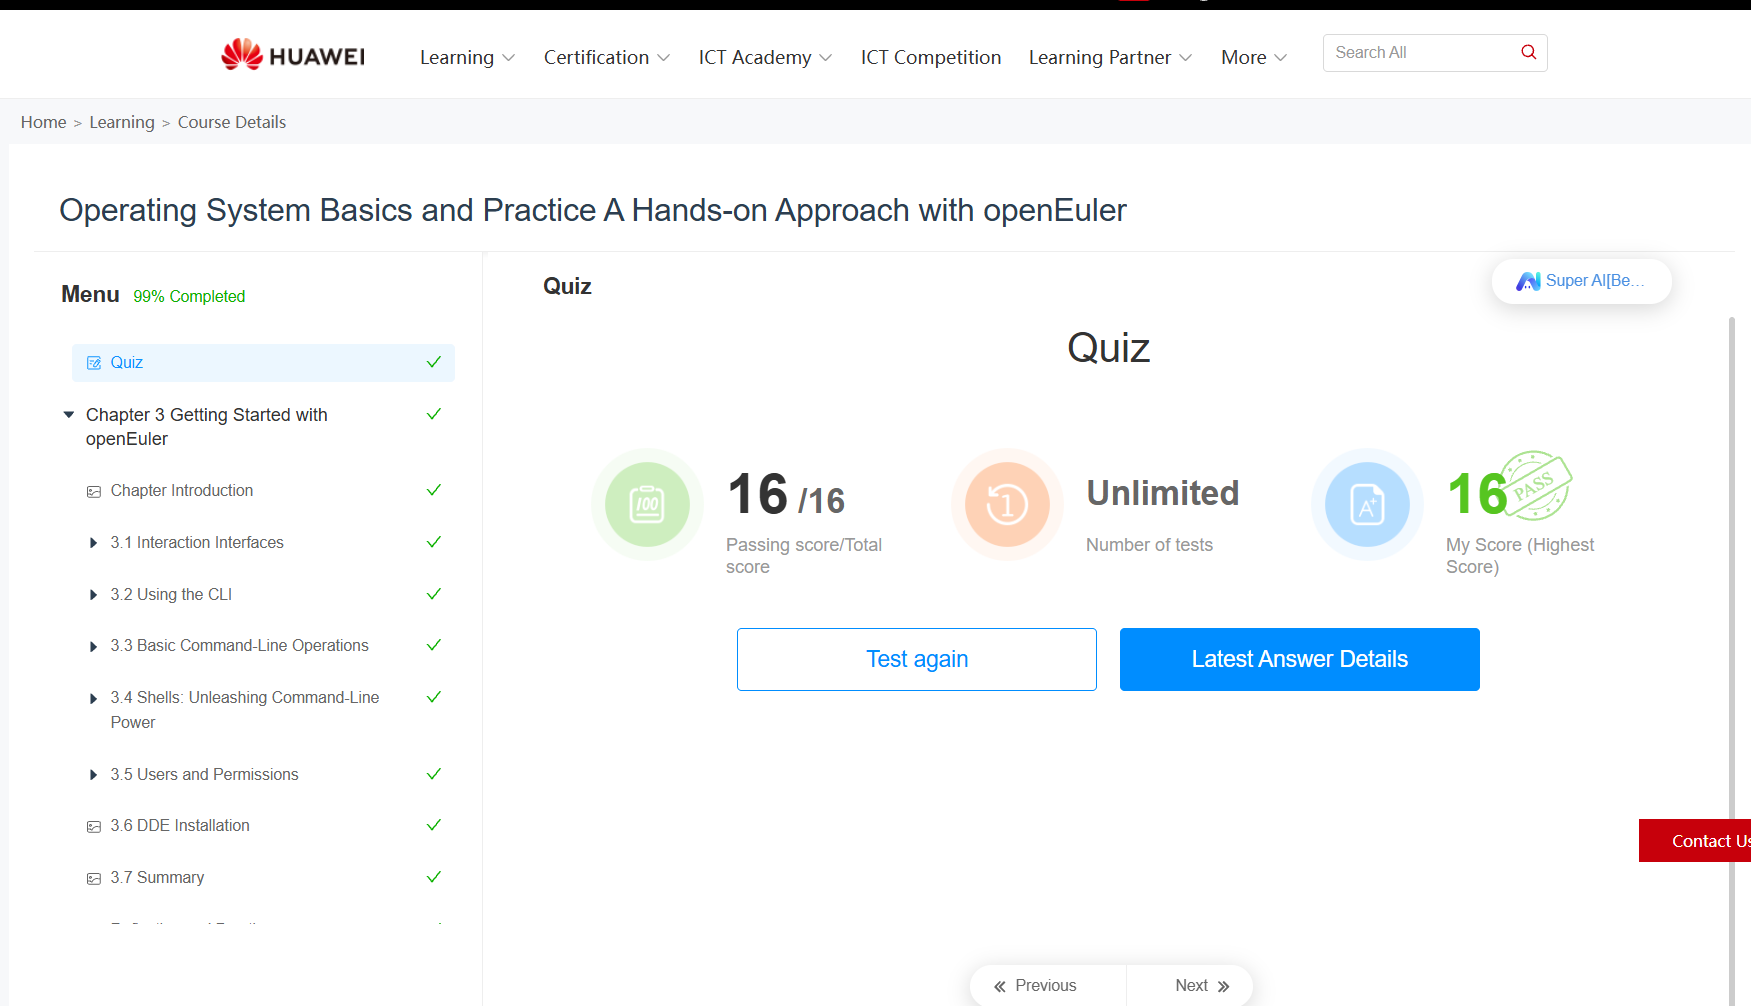 HUAWEI
Learning
Certification
ICT Academy
ICT Competition
Learning Partner
More
Search All
Home > Learning > Course Details
Operating System Basics and Practice A Hands-on Approach with openEuler
Menu 99% Completed
Quiz
Chapter 3 Getting Started with
openEuler
Chapter Introduction
3.1 Interaction Interfaces
3.2 Using the CLI
3.3 Basic Command-Line Operations
3.4 Shells: Unleashing Command-Line
Power
3.5 Users and Permissions
3.6 DDE Installation
3.7 Summary
Quiz
Super AI[Be...
Quiz
100
16 /16
Passing score/Total
score
1
Unlimited
Number of tests
A+
16
PASS
My Score (Highest
Score)
Test again
Latest Answer Details
Contact Us
Previous
Next